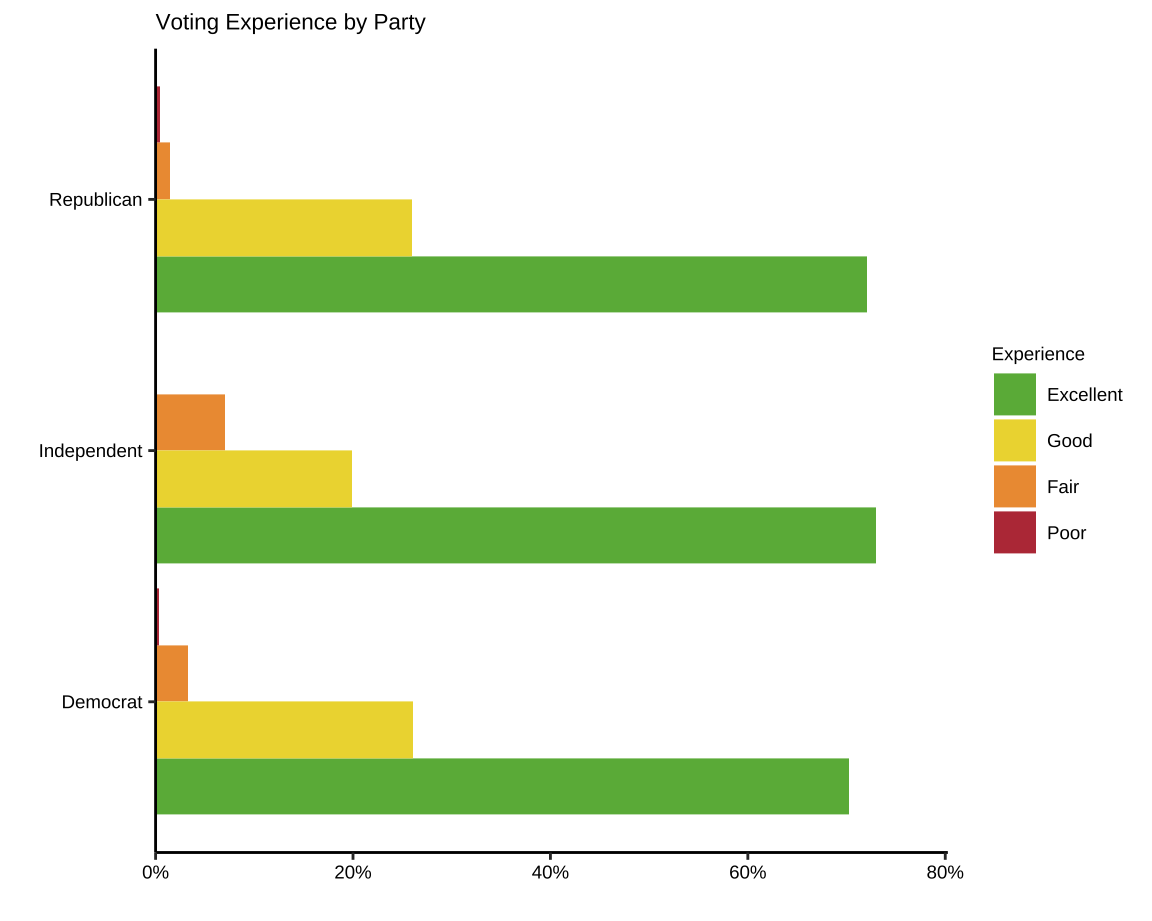 Voting Experience by Party
Republican
Independent
Democrat
0% 20% 40% 60% 80%
Experience
Excellent
Good
Fair
Poor